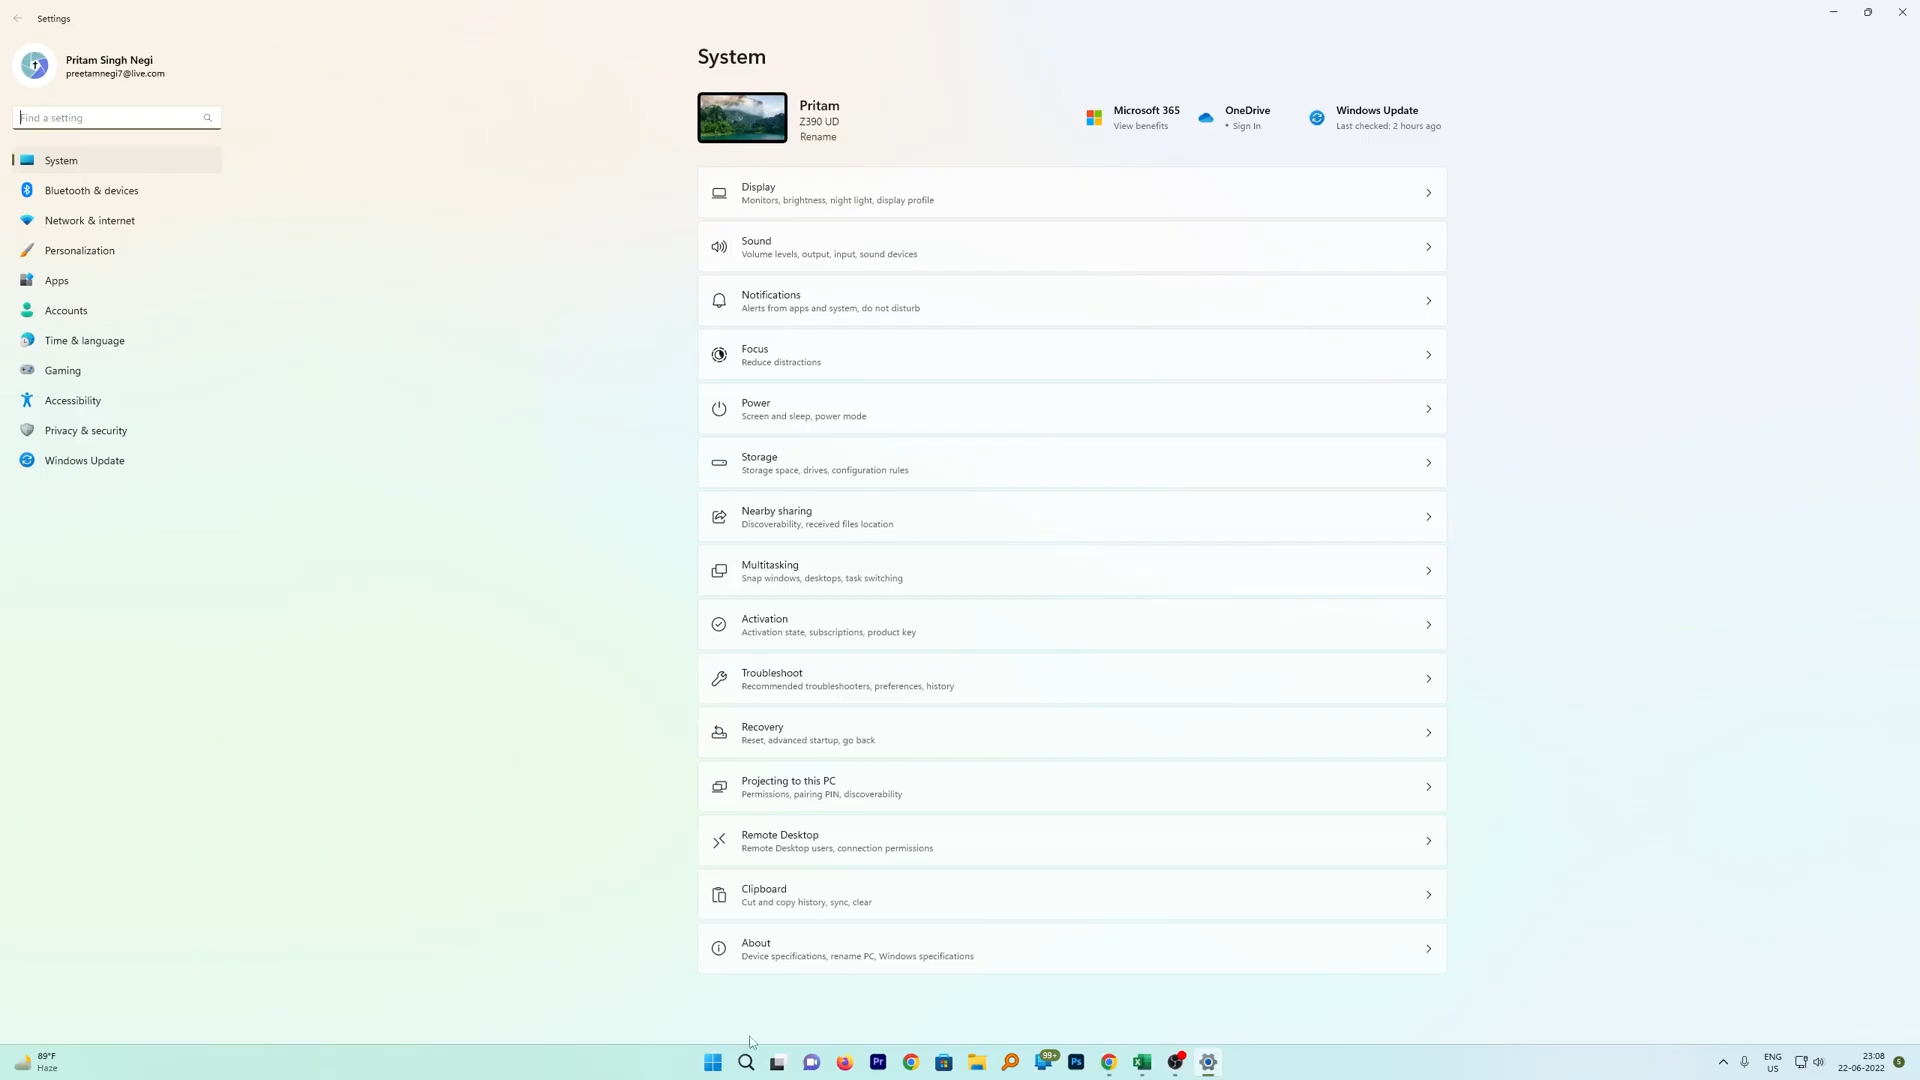 Settings
Pritam Singh Negi
preetamnegi7@live.com
Find a setting
System
Bluetooth & devices
Network & internet
Personalization
Apps
Accounts
Time & language
Gaming
Accessibility
Privacy & security
Windows Update
System
Pritam
Z390 UD
Rename
Microsoft 365
View benefits
OneDrive
• Sign In
Windows Update
Last checked: 2 hours ago
Display
Monitors, brightness, night light, display profile
Sound
Volume levels, output, input, sound devices
Notifications
Alerts from apps and system, do not disturb
Focus
Reduce distractions
Power
Screen and sleep, power mode
Storage
Storage space, drives, configuration rules
Nearby sharing
Discoverability, received files location
Multitasking
Snap windows, desktops, task switching
Activation
Activation state, subscriptions, product key
Troubleshoot
Recommended troubleshooters, preferences, history
Recovery
Reset, advanced startup, go back
Projecting to this PC
Permissions, pairing PIN, discoverability
Remote Desktop
Remote Desktop users, connection permissions
Clipboard
Cut and copy history, sync, clear
About
Device specifications, rename PC, Windows specifications
89°F
Haze
Pr
99+
Ps
ENG
US
23:08
22-06-2022
5